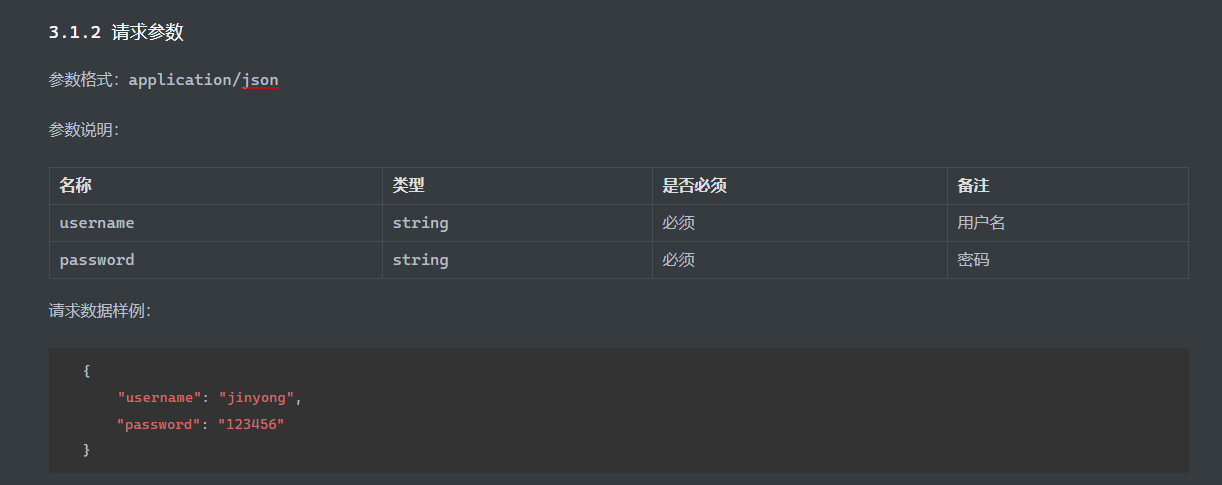 3.1.2 请求参数
参数格式：application/json
参数说明：
名称 类型 是否必须 备注
username string 必须 用户名
password string 必须 密码
请求数据样例：
{
"username": "jinyong",
"password": "123456"
}